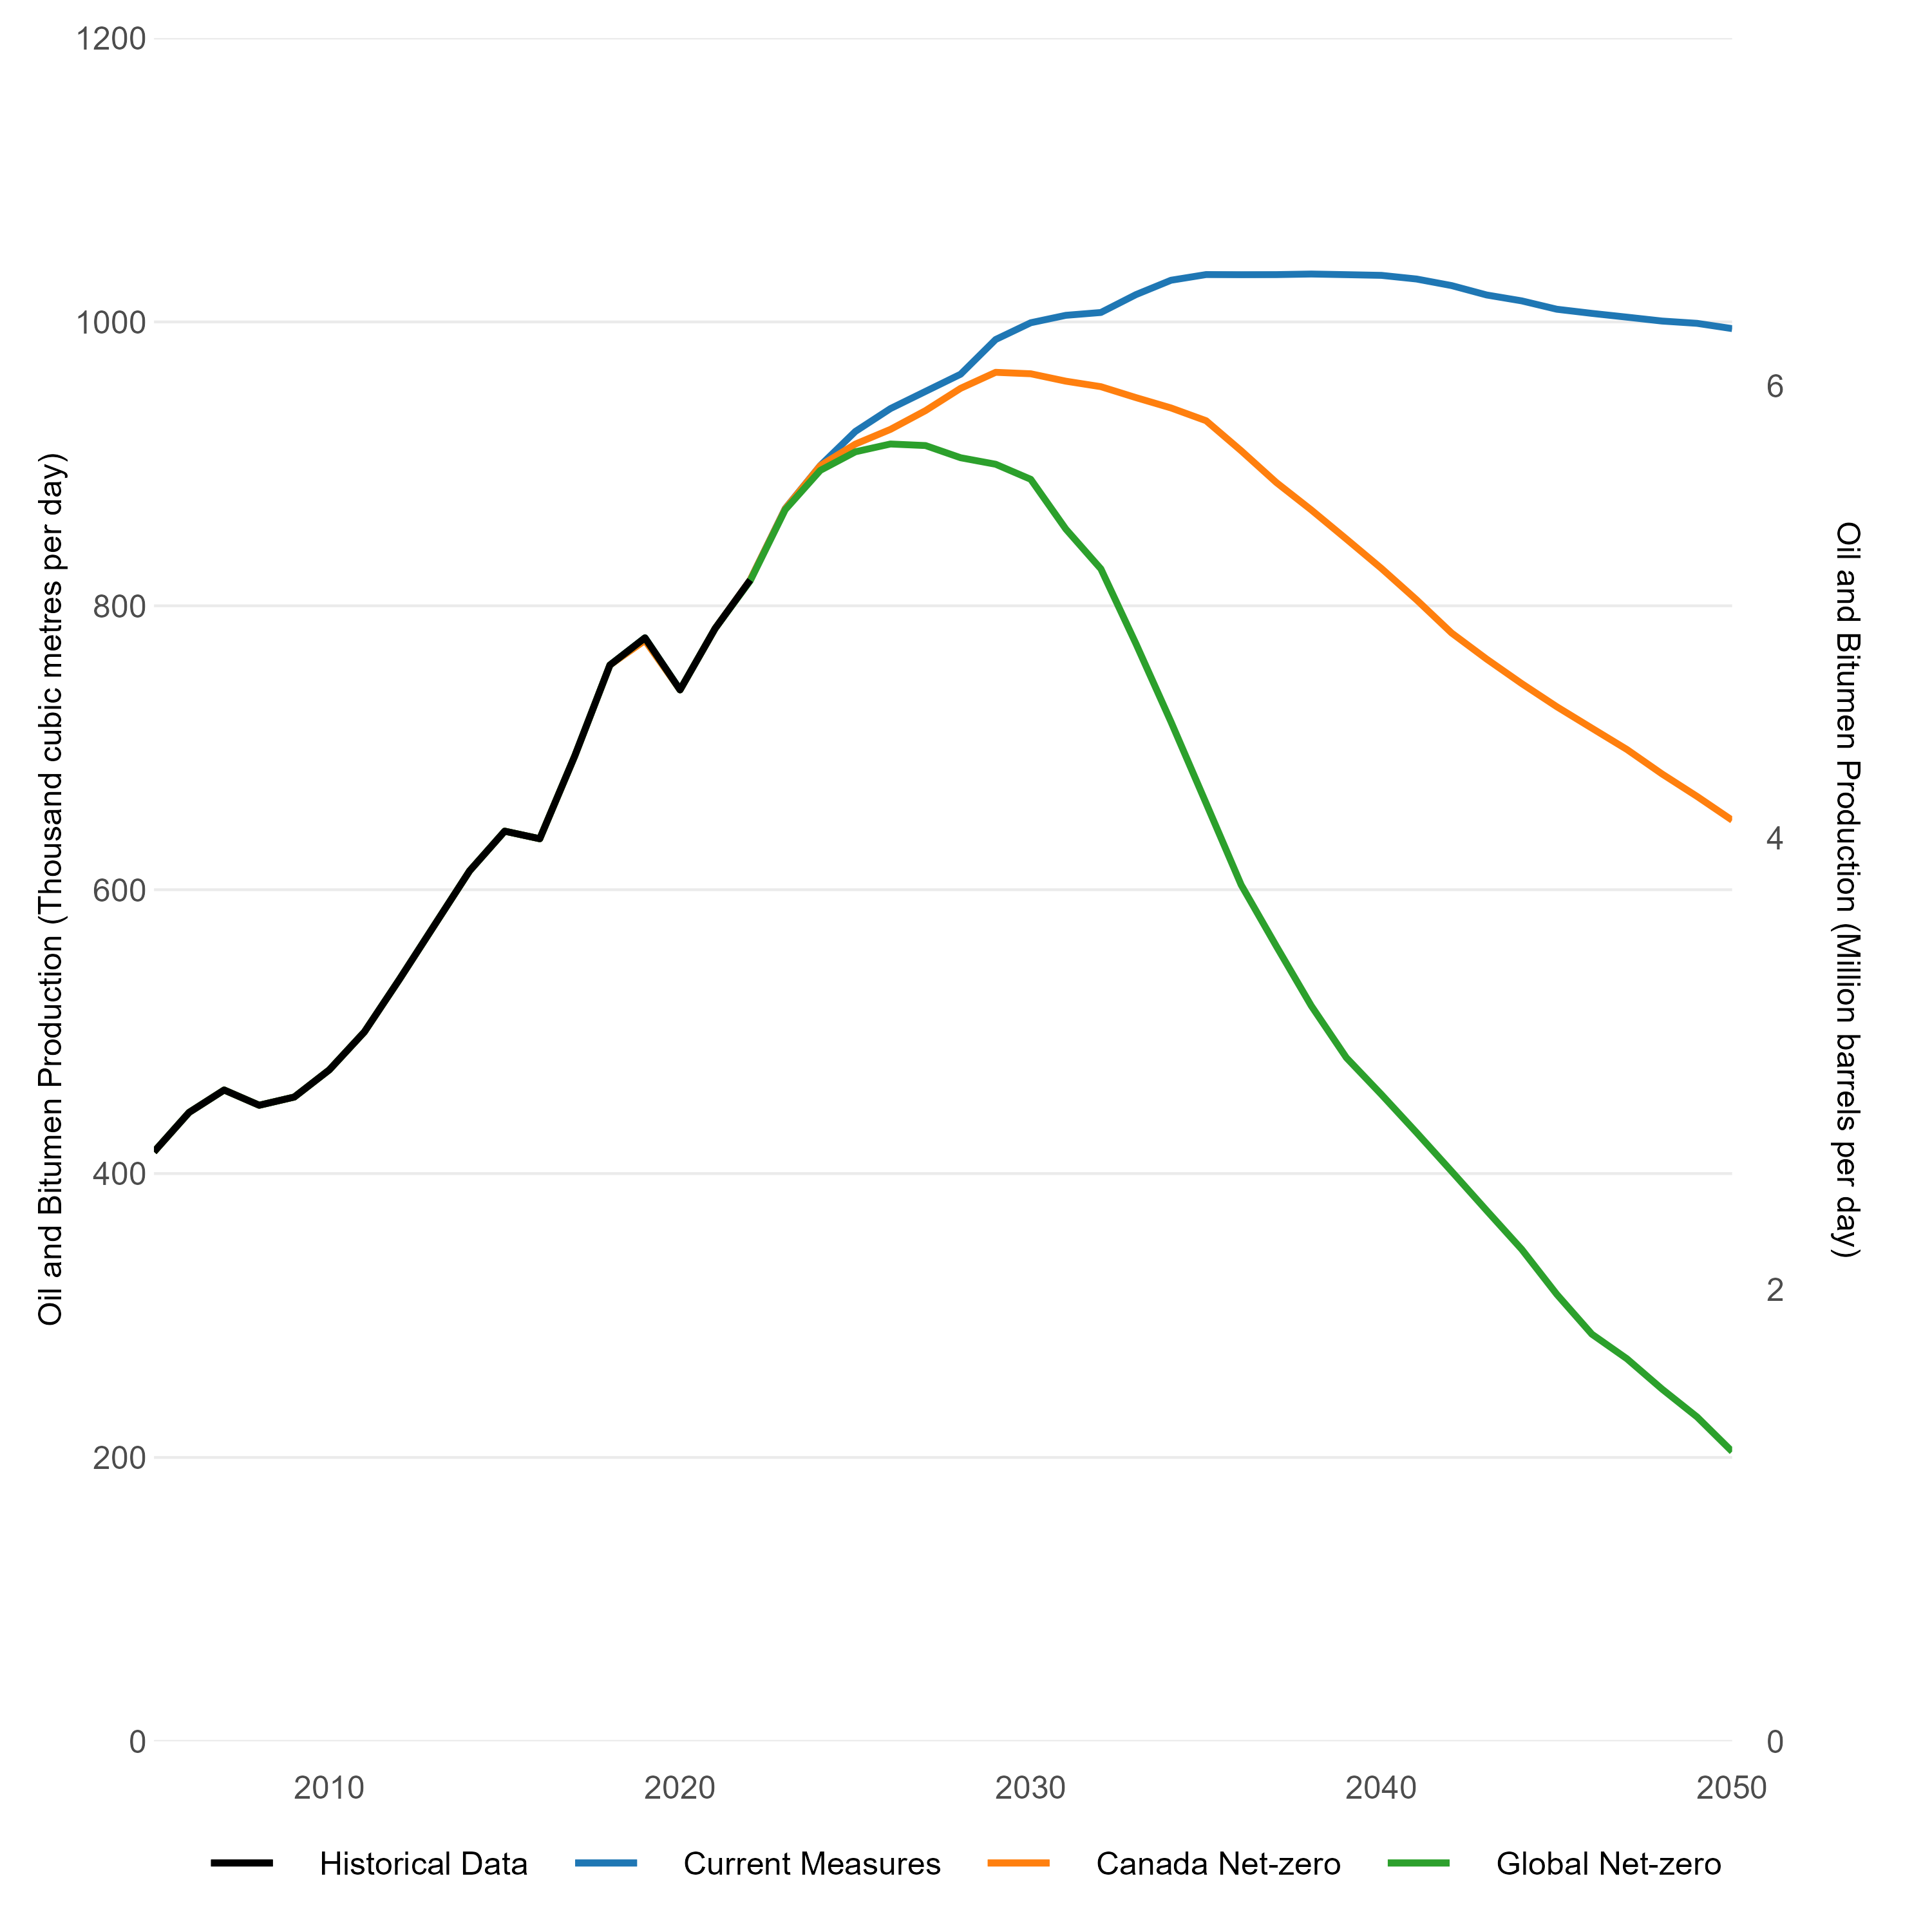 1200
1000
800
600
400
200
0
Oil and Bitumen Production (Thousand cubic metres per day)
6
4
2
0
Oil and Bitumen Production (Million barrels per day)
2010 2020 2030 2040 2050
Historical Data Current Measures Canada Net-zero Global Net-zero